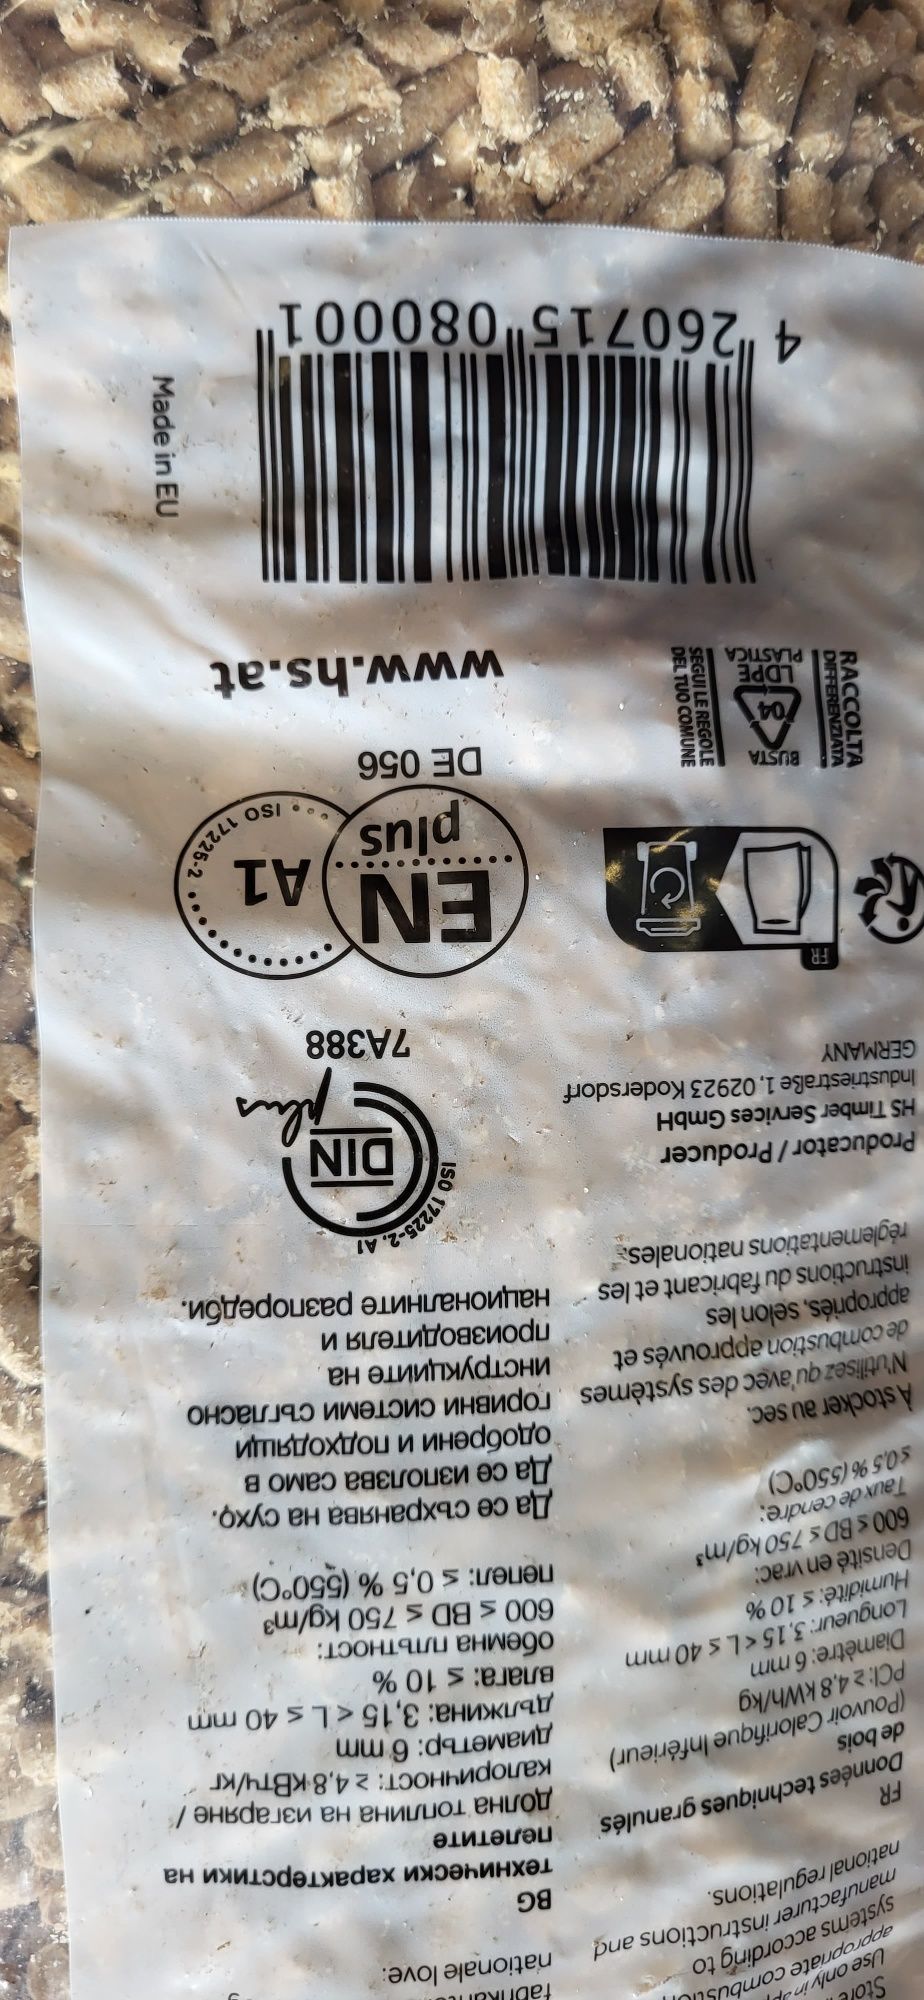 Store
Use only in
appropriate
systems according to
manufacturer instructions and
national regulations.
FR
Données techniques granulés
de bois
(Pouvoir Calorifique Inférieur)
PCI: ≥ 4,8 kWh/kg
Diamètre: 6 mm
Longueur: 3,15 < L ≤ 40 mm
Humidité: ≤ 10 %
Densité en vrac:
600 ≤ BD ≤ 750 kg/m³
Taux de cendre:
≤ 0,5 % (550°C)
A stocker au sec.
N'utilisez qu'avec des systèmes
de combustion approuvés et
appropriés, selon les
instructions du fabricant et les
réglementations nationales.
Producator / Producer
HS Timber Services GmbH
Industriestraße 1, 02923 Kodersdorf
GERMANY
FR
RACCOLTA
DIFFERENZIATA
BUSTA
04
LDPE
PLASTICA
SEGUI LE REGOLE
DEL TUO COMUNE
nationale love.
BG
технически характеристики на
пелетите
долна топлина на изгаряне /
калоричност: ≥ 4,8 кВтч/кг
диаметър: 6 mm
дължина: 3,15 < L ≤ 40 mm
влага: ≤ 10 %
обемна плътност:
600 ≤ BD ≤ 750 kg/m³
пепел: ≤ 0,5 % (550°C)
Да се съхранява на сухо.
Да се използва само в
одобрени и подходящи
горивни системи съгласно
инструкциите на
производителя и
националните разпоредби.
ISO 17225-2, A1
DIN
plus
7A388
EN
plus
A1
ISO 17225-2
DE 056
www.hs.at
4 260715 080001
Made in EU